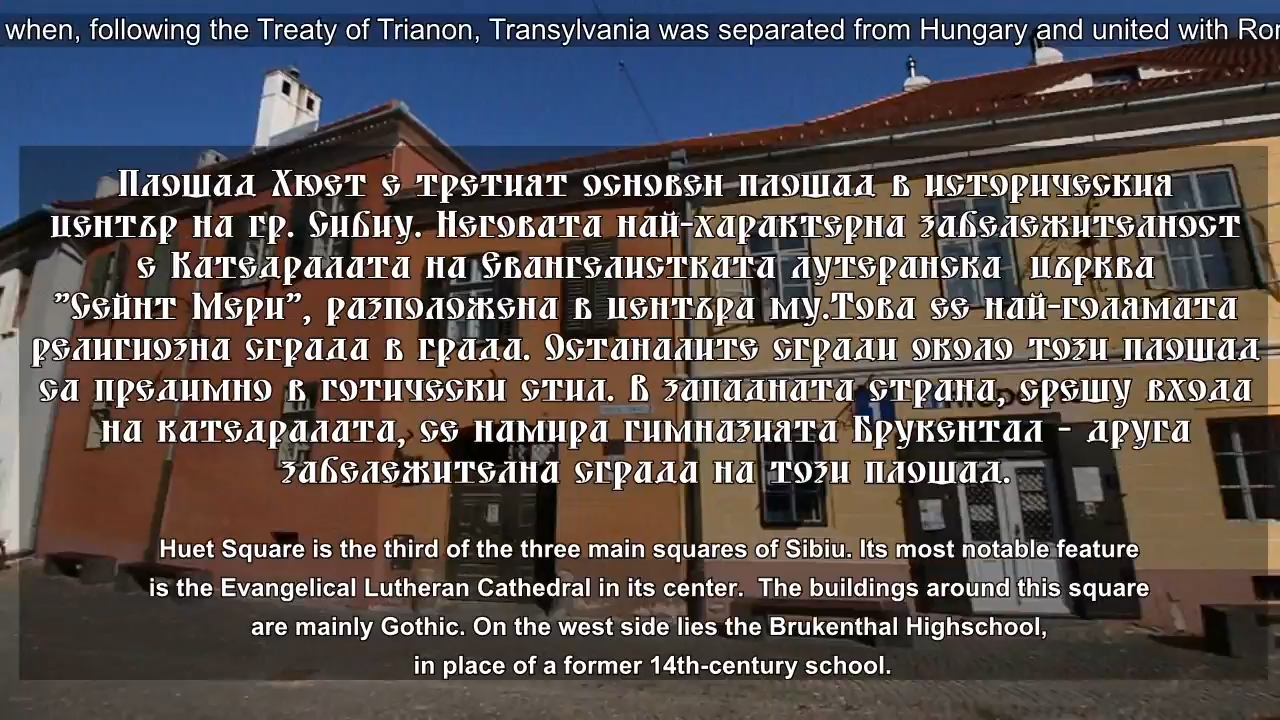 when, following the Treaty of Trianon, Transylvania was separated from Hungary and united with
Площад Хюет е третият основен площад в историческия
център на гр. Сибиу. Неговата най-характерна забележителност
е Катедралата на Евангелистката лутеранска църква
"Сейнт Мери", разположена в центъра му.Това ее най-голямата
религиозна сграда в града. Останалите сгради около този площад
са предимно в готически стил. В западната страна, срещу входа
на катедралата, се намира гимназията Брукентал - друга
забележителна сграда на този площад.
Huet Square is the third of the three main squares of Sibiu. Its most notable feature
is the Evangelical Lutheran Cathedral in its center. The buildings around this square
are mainly Gothic. On the west side lies the Brukenthal Highschool,
in place of a former 14th-century school.